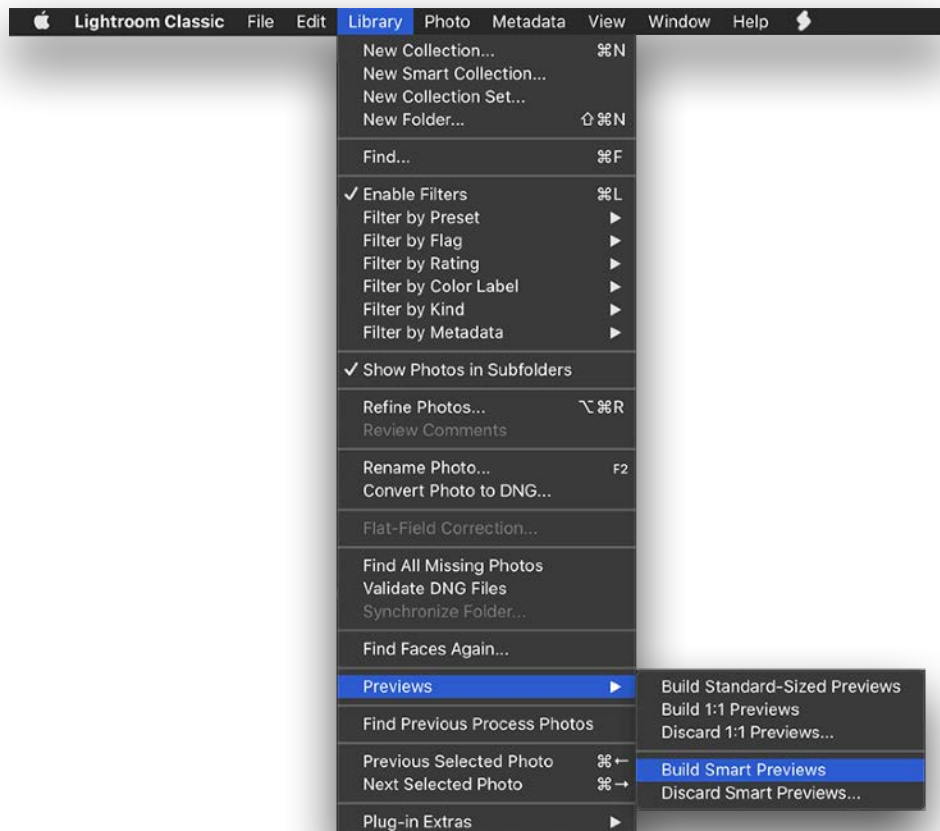 Lightroom Classic File Edit Library Photo Metadata View Window Help
New Collection... ⌘N
New Smart Collection...
New Collection Set...
New Folder... ⇧⌘N
Find... ⌘F
✓ Enable Filters ⌘L
Filter by Preset ▶
Filter by Flag ▶
Filter by Rating ▶
Filter by Color Label ▶
Filter by Kind ▶
Filter by Metadata ▶
✓ Show Photos in Subfolders
Refine Photos... ⌥⌘R
Review Comments
Rename Photo... F2
Convert Photo to DNG...
Flat-Field Correction...
Find All Missing Photos
Validate DNG Files
Synchronize Folder...
Find Faces Again...
Previews ▶
Find Previous Process Photos
Previous Selected Photo ⌘←
Next Selected Photo ⌘→
Plug-in Extras ▶
Build Standard-Sized Previews
Build 1:1 Previews
Discard 1:1 Previews...
Build Smart Previews
Discard Smart Previews...